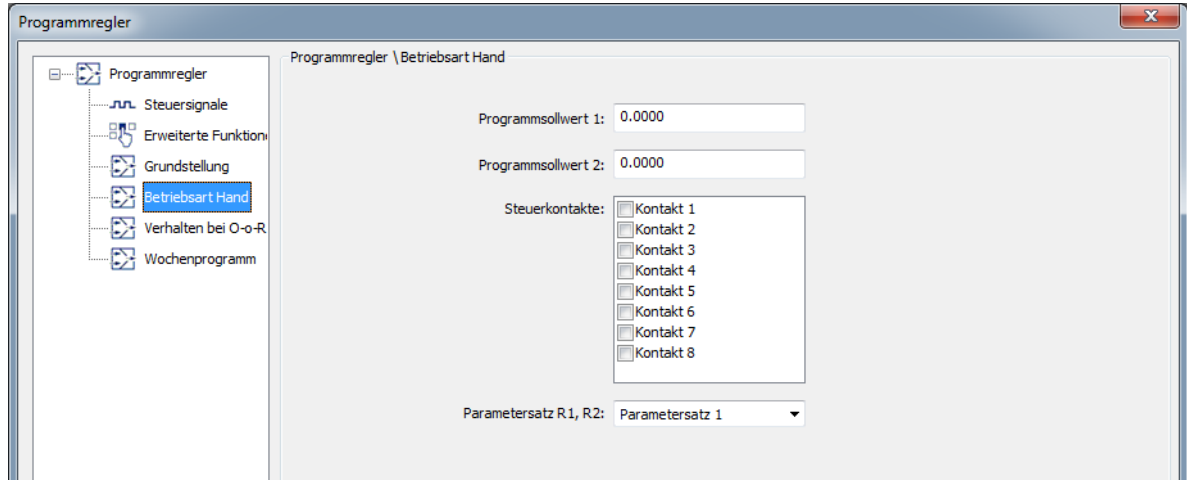 Programmregler
Programmregler
Steuersignale
Erweiterte Funktion
Grundstellung
Betriebsart Hand
Verhalten bei O-o-R
Wochenprogramm
Programmregler \Betriebsart Hand
Programmsollwert 1: 0.0000
Programmsollwert 2: 0.0000
Steuerkontakte:
Kontakt 1
Kontakt 2
Kontakt 3
Kontakt 4
Kontakt 5
Kontakt 6
Kontakt 7
Kontakt 8
Parametersatz R1, R2: Parametersatz 1